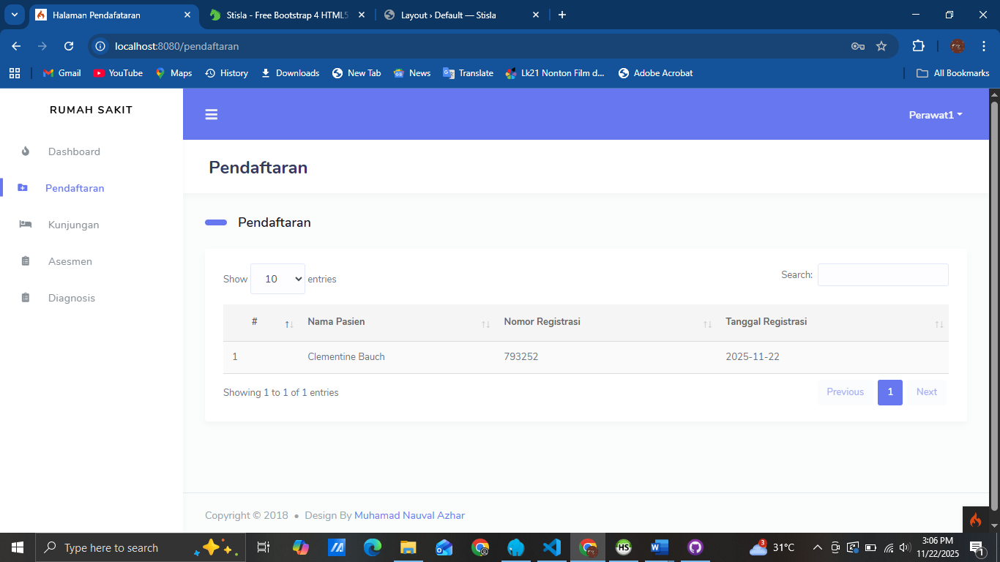 Halaman Pendafataran
Stisla - Free Bootstrap 4 HTML5
Layout › Default — Stisla
localhost:8080/pendaftaran
Gmail
YouTube
Maps
History
Downloads
New Tab
News
Translate
Lk21 Nonton Film d...
Adobe Acrobat
All Bookmarks
RUMAH SAKIT
Perawat1
Dashboard
Pendaftaran
Kunjungan
Asesmen
Diagnosis
Pendaftaran
Pendaftaran
Show 10 entries
Search:
# Nama Pasien Nomor Registrasi Tanggal Registrasi
1 Clementine Bauch 793252 2025-11-22
Showing 1 to 1 of 1 entries
Previous 1 Next
Copyright © 2018 • Design By Muhamad Nauval Azhar
Type here to search
HS
3
31°C
3:06 PM
11/22/2025
1